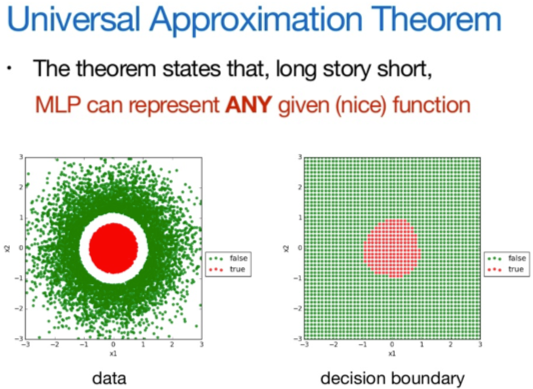 Universal Approximation Theorem
· The theorem states that, long story short,
MLP can represent ANY given (nice) function
3
2
1
0
−1
−2
−3
x2
−3 −2 −1 0 1 2 3
x1
false
true
data
3
2
1
0
−1
−2
−3
x2
−3 −2 −1 0 1 2 3
x1
false
true
decision boundary